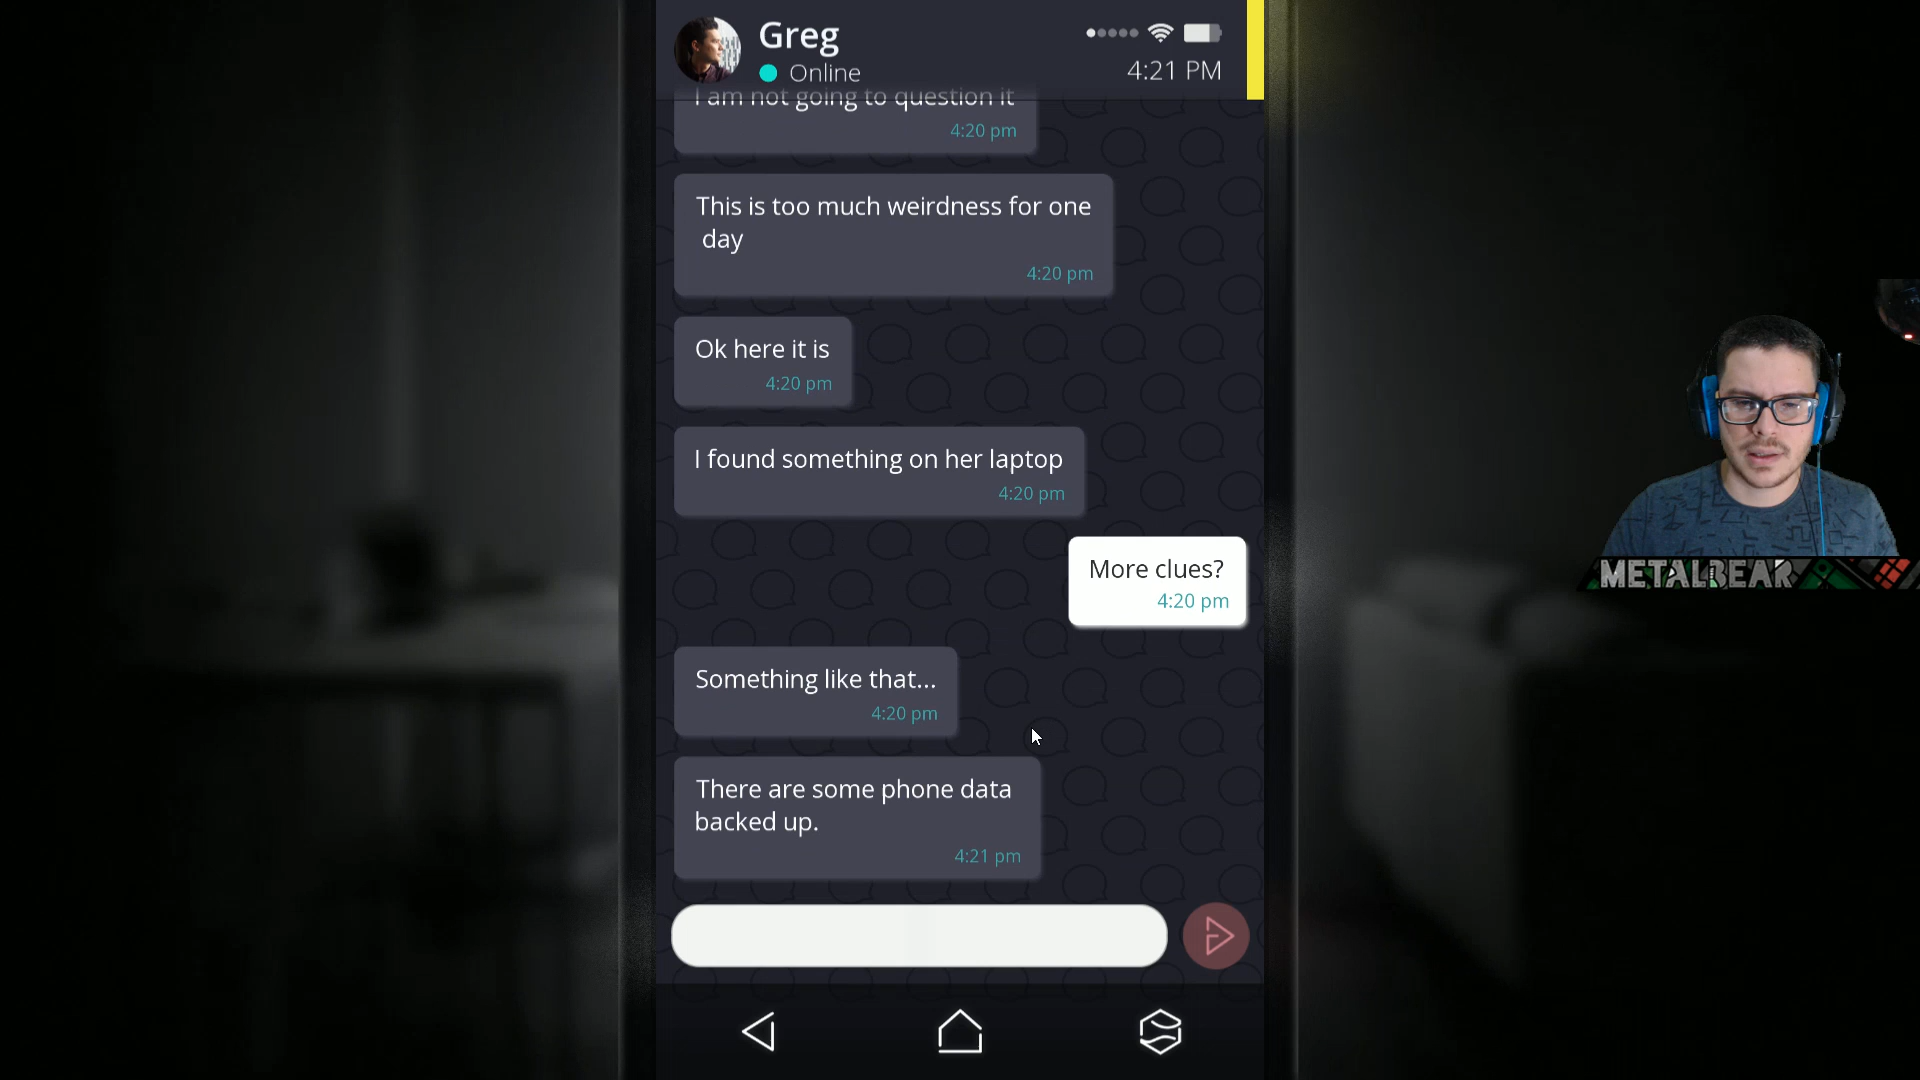 Greg
Online
4:21 PM
I am not going to question it
4:20 pm
This is too much weirdness for one
day
4:20 pm
Ok here it is
4:20 pm
I found something on her laptop
4:20 pm
More clues?
4:20 pm
Something like that...
4:20 pm
There are some phone data
backed up.
4:21 pm
METALBEAR